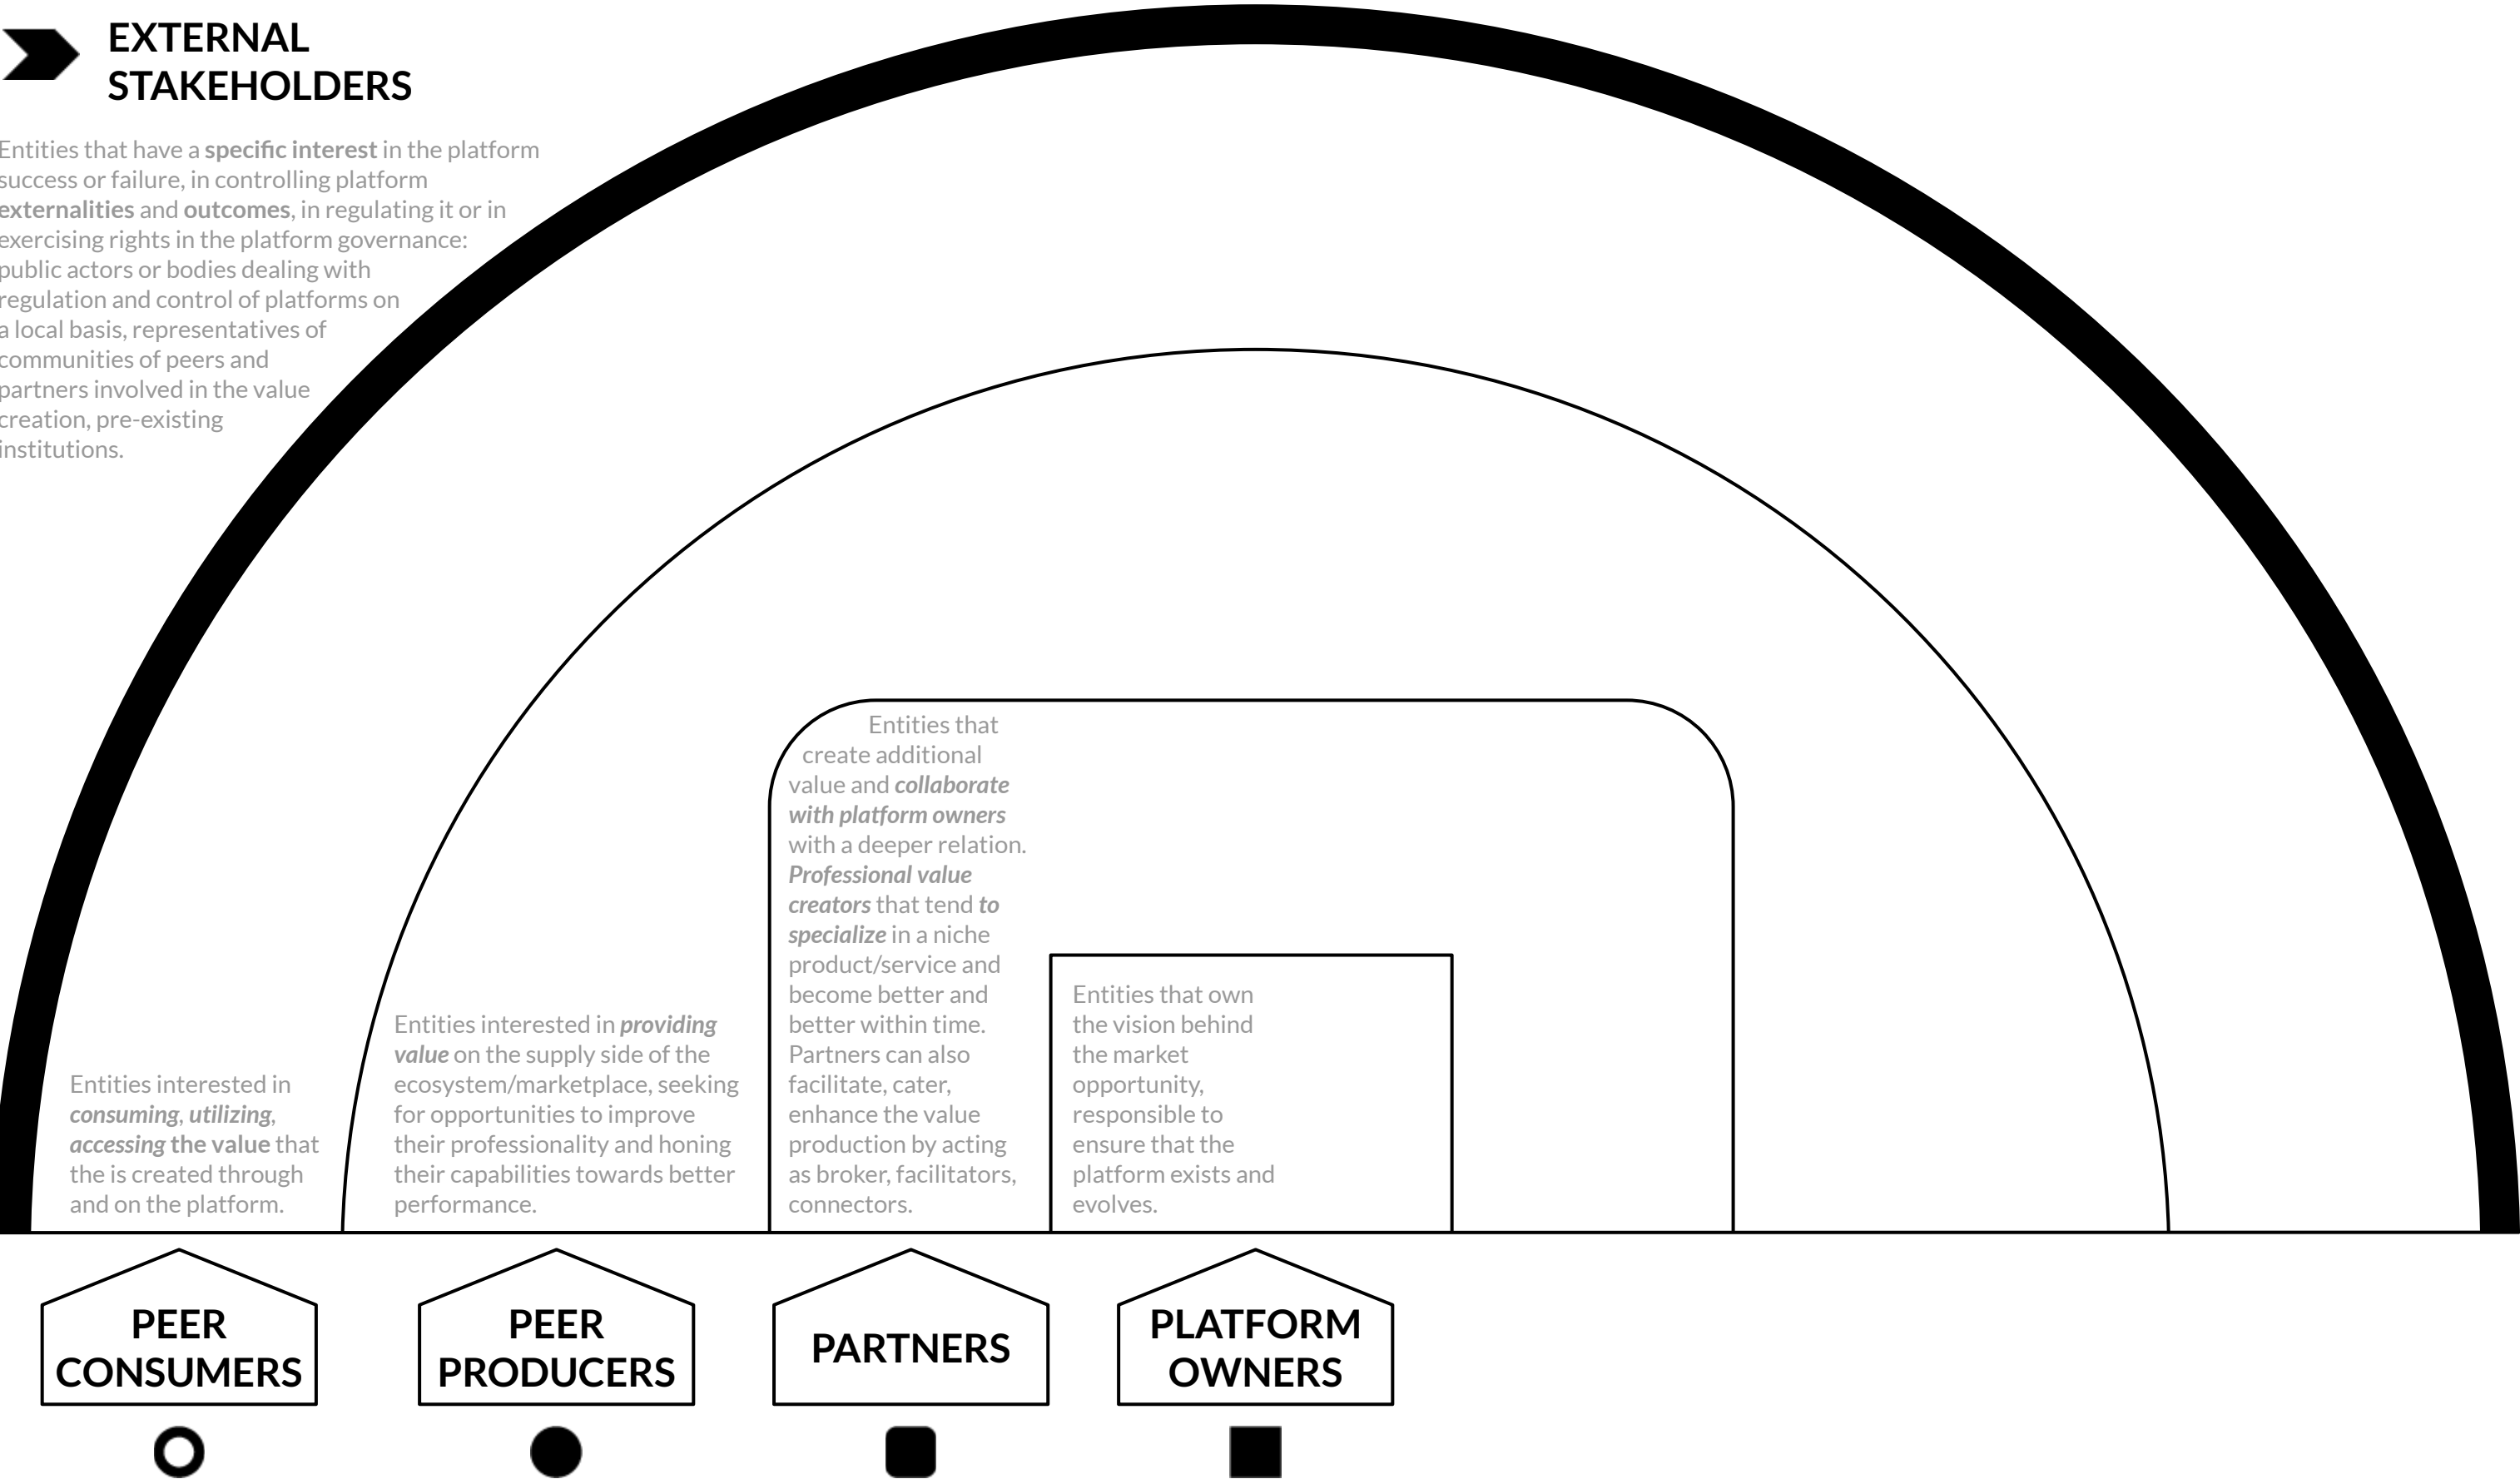 EXTERNAL
STAKEHOLDERS
Entities that have a specific interest in the platform
success or failure, in controlling platform
externalities and outcomes, in regulating it or in
exercising rights in the platform governance:
public actors or bodies dealing with
regulation and control of platforms on
a local basis, representatives of
communities of peers and
partners involved in the value
creation, pre-existing
institutions.
Entities interested in
consuming, utilizing,
accessing the value that
the is created through
and on the platform.
Entities interested in providing
value on the supply side of the
ecosystem/marketplace, seeking
for opportunities to improve
their professionality and honing
their capabilities towards better
performance.
Entities that
create additional
value and collaborate
with platform owners
with a deeper relation.
Professional value
creators that tend to
specialize in a niche
product/service and
become better and
better within time.
Partners can also
facilitate, cater,
enhance the value
production by acting
as broker, facilitators,
connectors.
Entities that own
the vision behind
the market
opportunity,
responsible to
ensure that the
platform exists and
evolves.
PEER
CONSUMERS
PEER
PRODUCERS
PARTNERS
PLATFORM
OWNERS